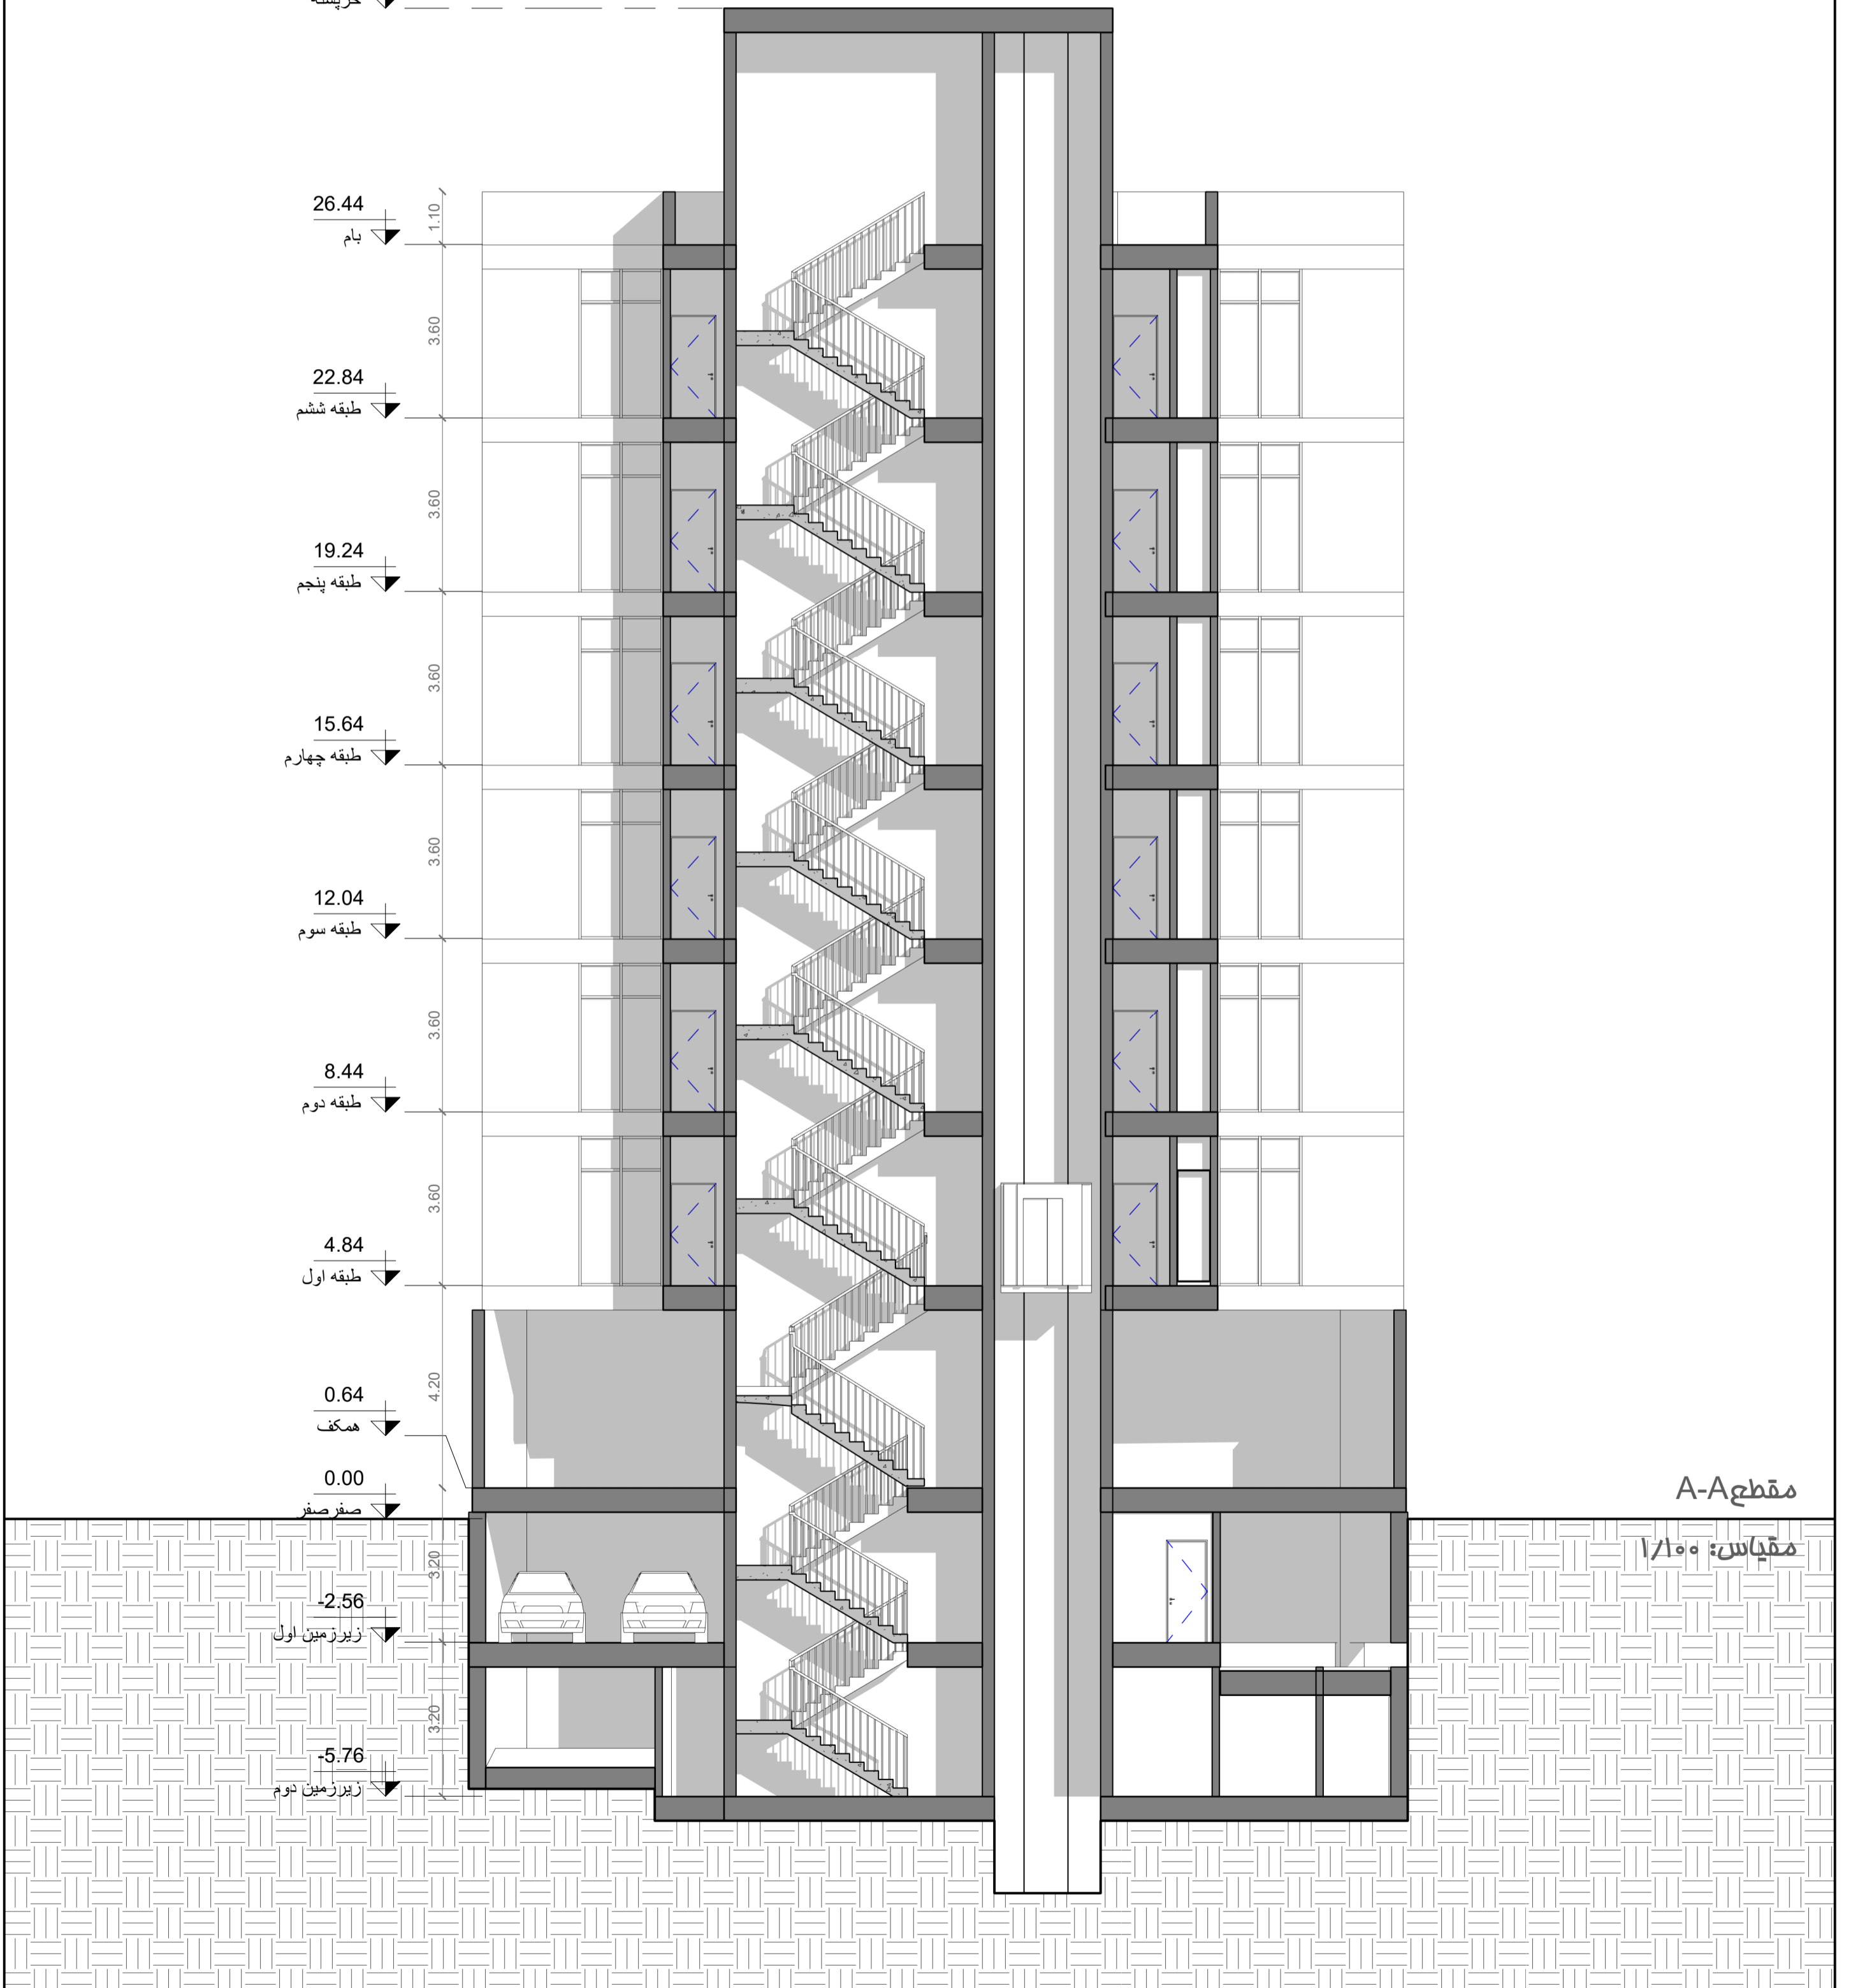 خرپشته
26.44
بام
1.10
3.60
22.84
طبقه ششم
3.60
19.24
طبقه پنجم
3.60
15.64
طبقه چهارم
3.60
12.04
طبقه سوم
3.60
8.44
طبقه دوم
3.60
4.84
طبقه اول
4.20
0.64
همکف
0.00
صفر صفر
3.20
-2.56
زیرزمین اول
3.20
-5.76
زیرزمین دوم
مقطع A-A
مقیاس: ۱/۱۰۰